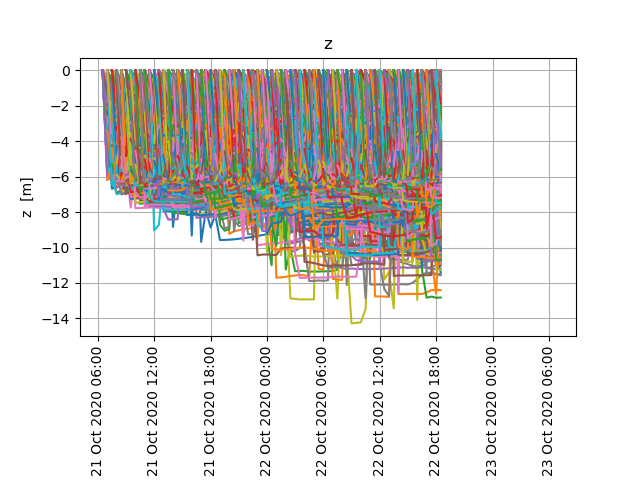 z
0
−2
−4
−6
−8
−10
−12
−14
z [m]
21 Oct 2020 06:00
21 Oct 2020 12:00
21 Oct 2020 18:00
22 Oct 2020 00:00
22 Oct 2020 06:00
22 Oct 2020 12:00
22 Oct 2020 18:00
23 Oct 2020 00:00
23 Oct 2020 06:00